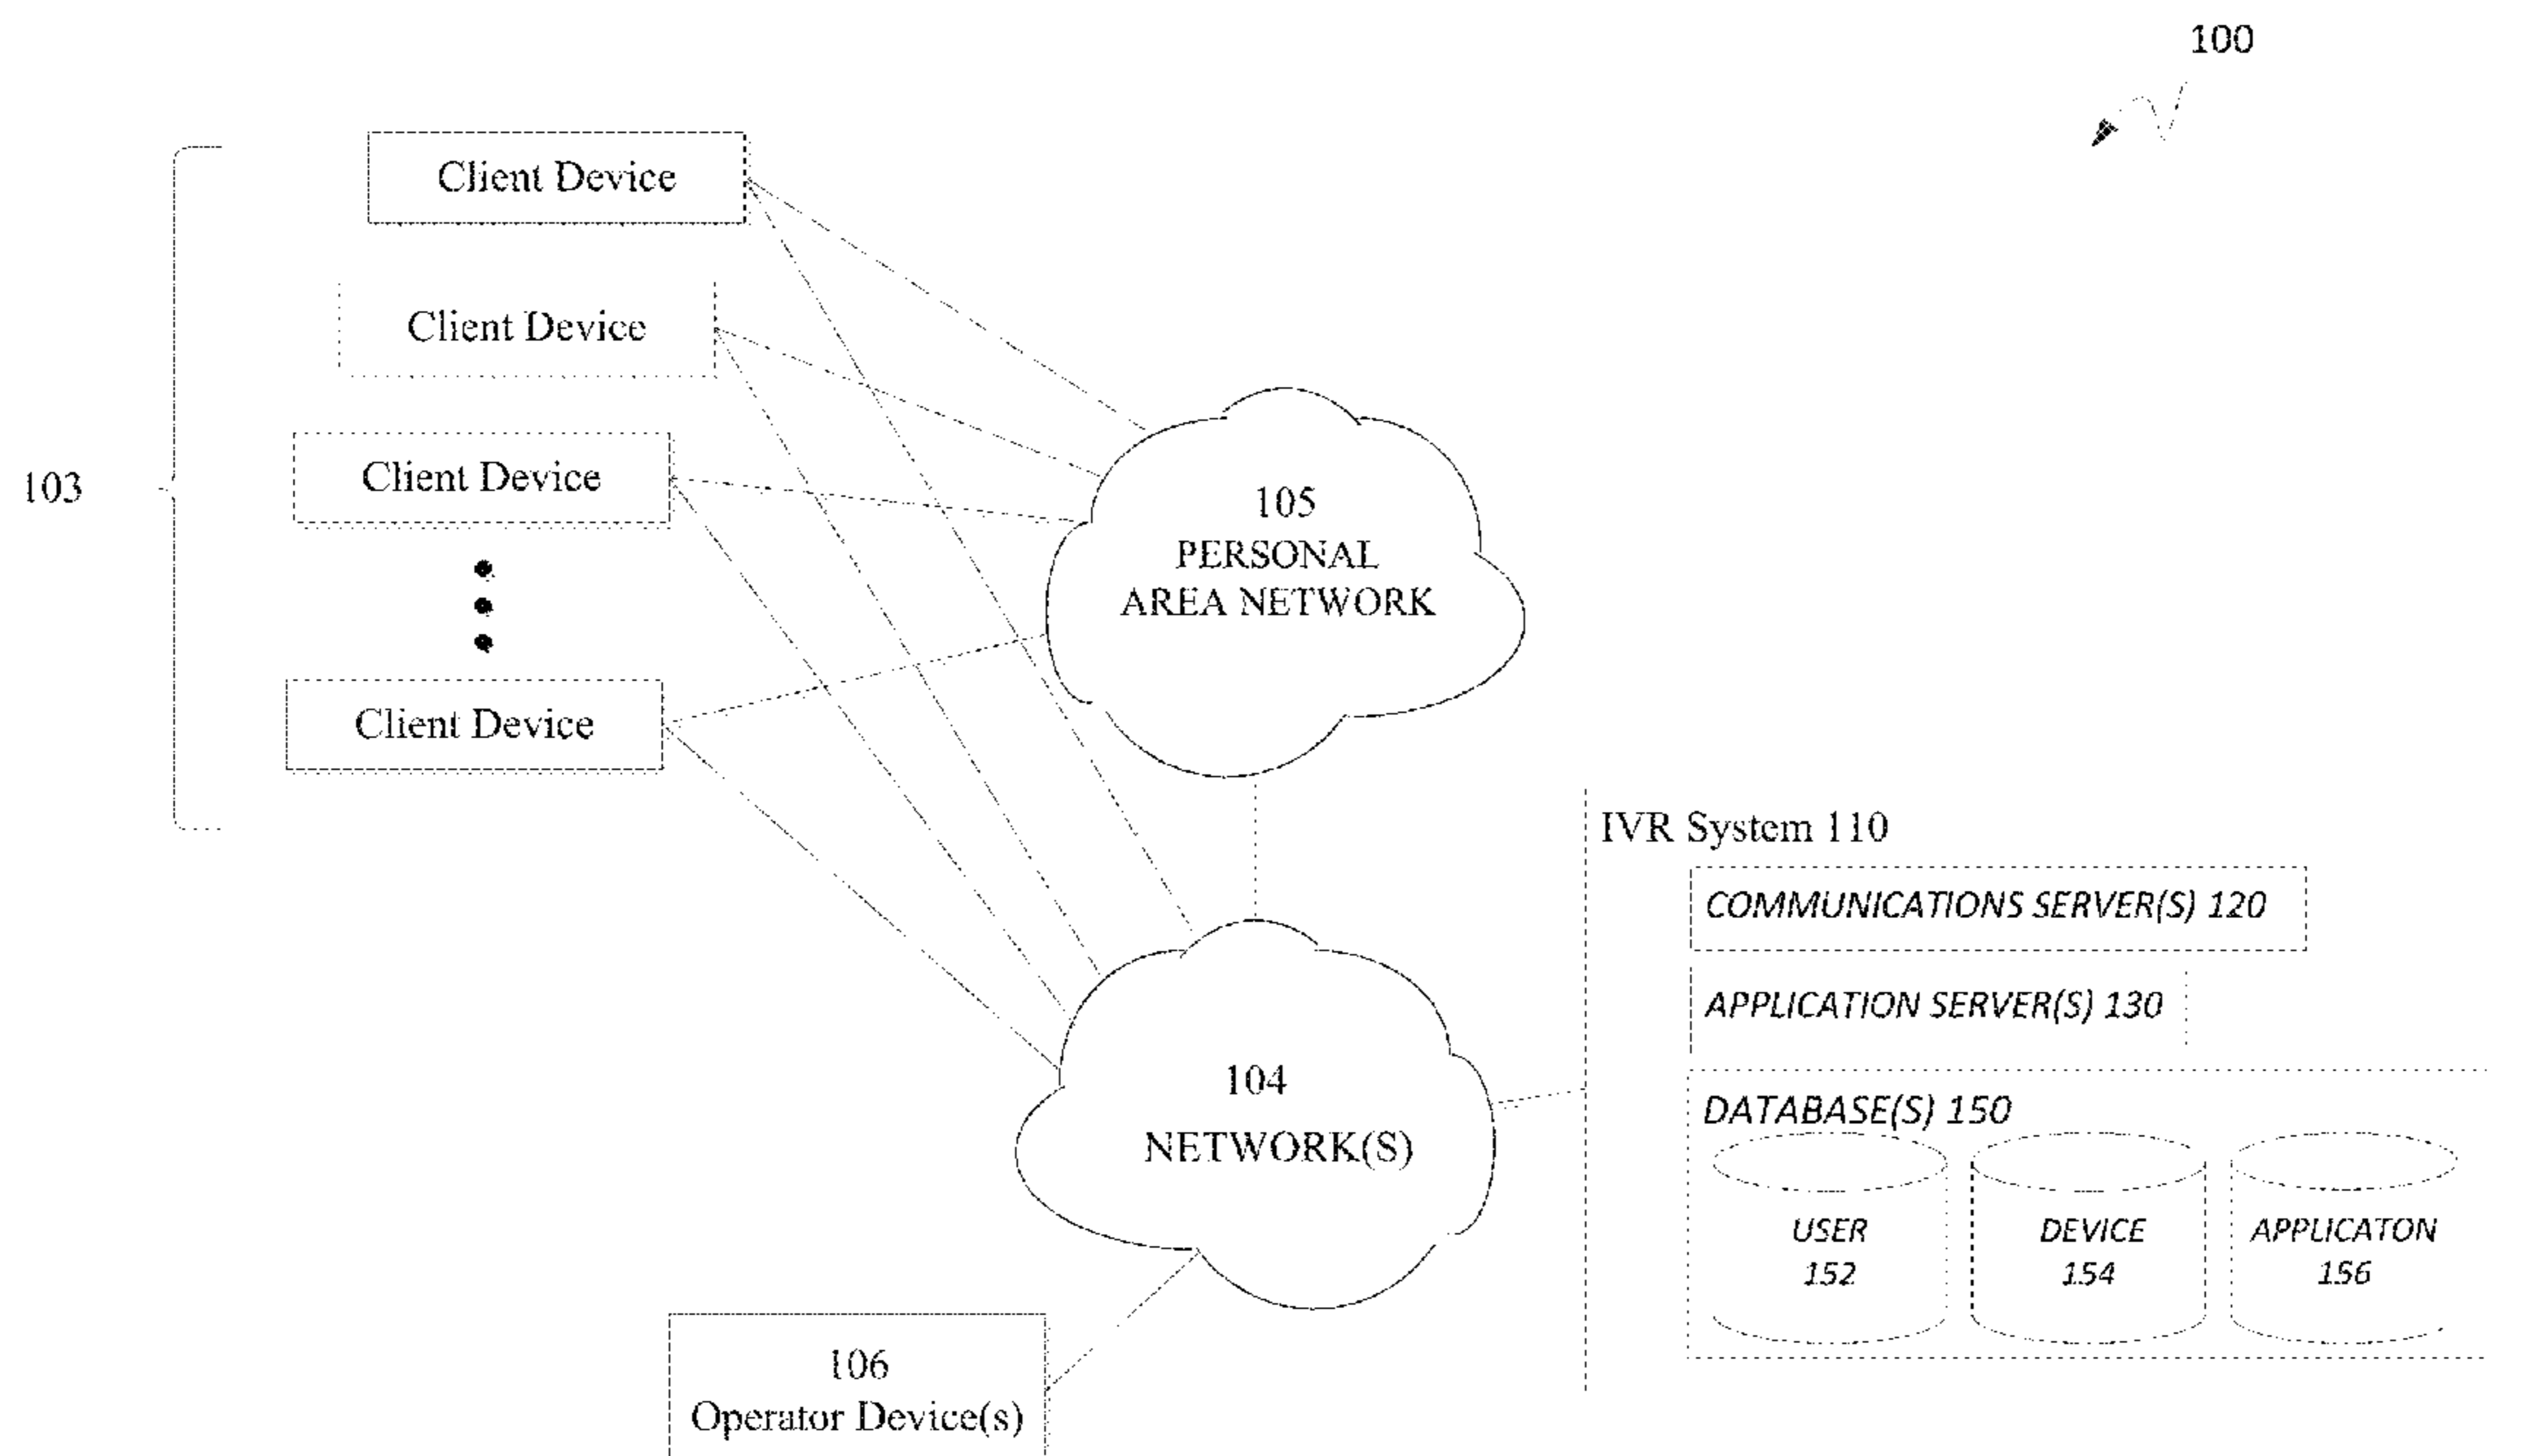 100
Client Device
Client Device
103
Client Device
Client Device
105
PERSONAL
AREA NETWORK
IVR System 110
COMMUNICATIONS SERVER(S) 120
APPLICATION SERVER(S) 130
104
NETWORK(S)
DATABASE(S) 150
USER
152
DEVICE
154
APPLICATON
156
106
Operator Device(s)